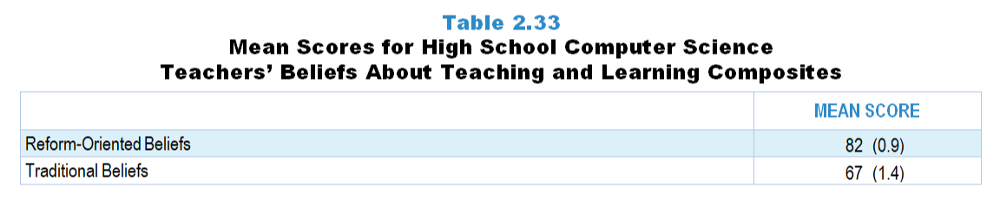 Table 2.33
Mean Scores for High School Computer Science
Teachers’ Beliefs About Teaching and Learning Composites
MEAN SCORE
Reform-Oriented Beliefs 82 (0.9)
Traditional Beliefs 67 (1.4)